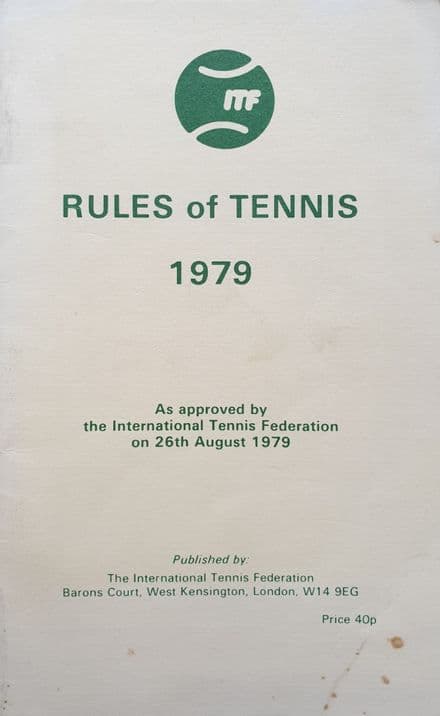 ITF
RULES of TENNIS
1979
As approved by
the International Tennis Federation
on 26th August 1979
Published by:
The International Tennis Federation
Barons Court, West Kensington, London, W14 9EG
Price 40p